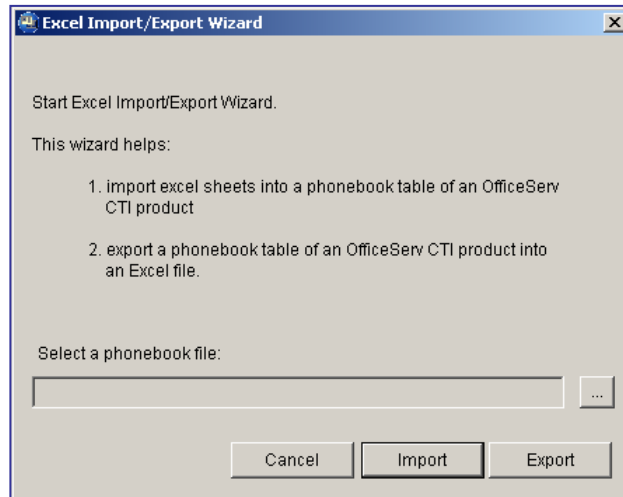 Excel Import/Export Wizard
Start Excel Import/Export Wizard.
This wizard helps:
1. import excel sheets into a phonebook table of an OfficeServ
CTI product
2. export a phonebook table of an OfficeServ CTI product into
an Excel file.
Select a phonebook file:
...
Cancel Import Export